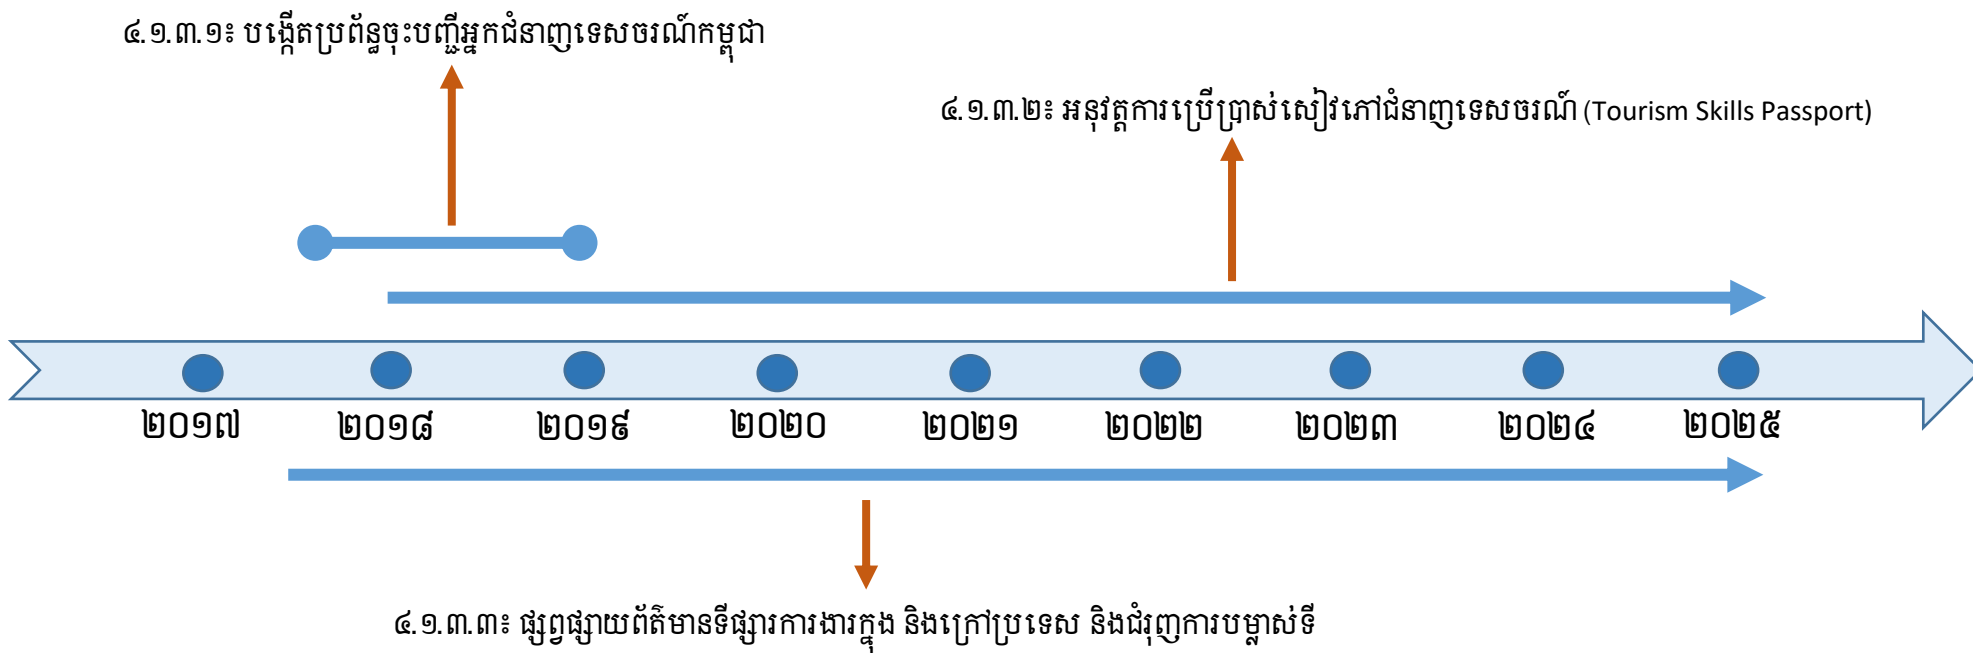 ៤.១.៣.១៖ បង្កើតប្រព័ន្ធចុះបញ្ជីអ្នកជំនាញទេសចរណ៍កម្ពុជា
៤.១.៣.២៖ អនុវត្តការប្រើប្រាស់សៀវភៅជំនាញទេសចរណ៍ (Tourism Skills Passport)
២០១៧ ២០១៨ ២០១៩ ២០២០ ២០២១ ២០២២ ២០២៣ ២០២៤ ២០២៥
៤.១.៣.៣៖ ផ្សព្វផ្សាយព័ត៌មានទីផ្សារការងារក្នុង និងក្រៅប្រទេស និងជំរុញការបម្លាស់ទី